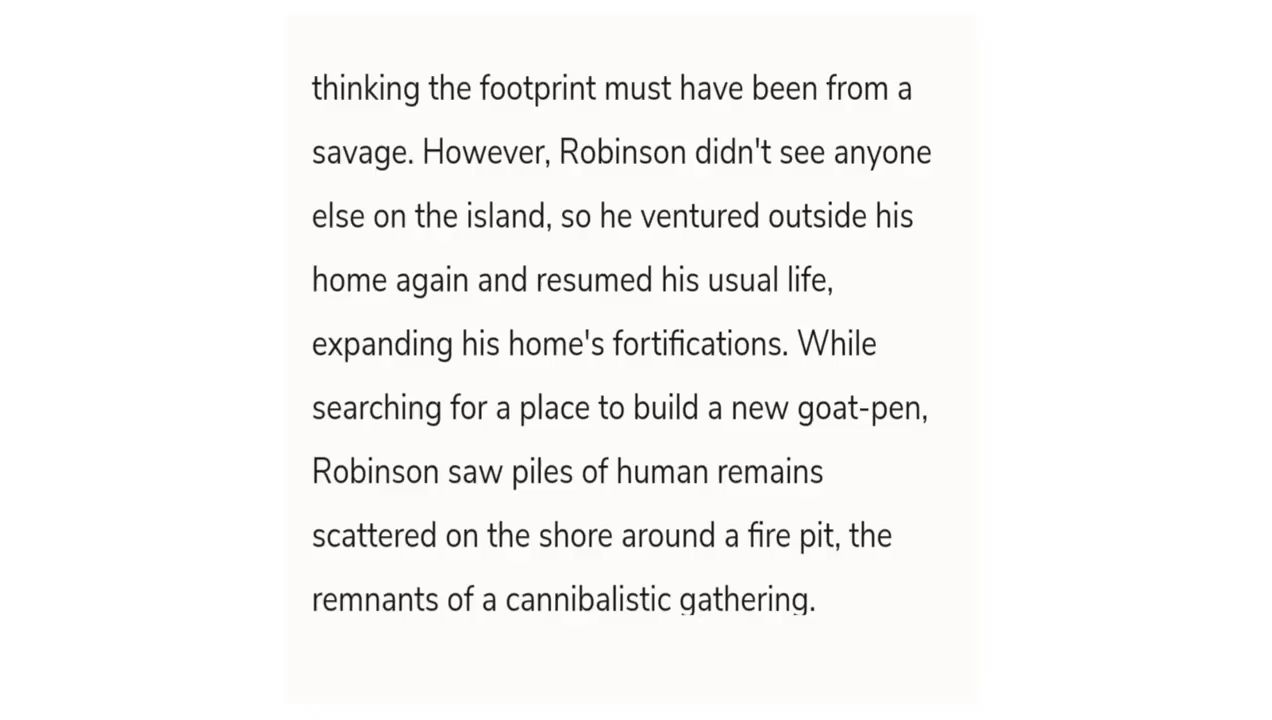 thinking the footprint must have been from a
savage. However, Robinson didn't see anyone
else on the island, so he ventured outside his
home again and resumed his usual life,
expanding his home's fortifications. While
searching for a place to build a new goat-pen,
Robinson saw piles of human remains
scattered on the shore around a fire pit, the
remnants of a cannibalistic gathering.